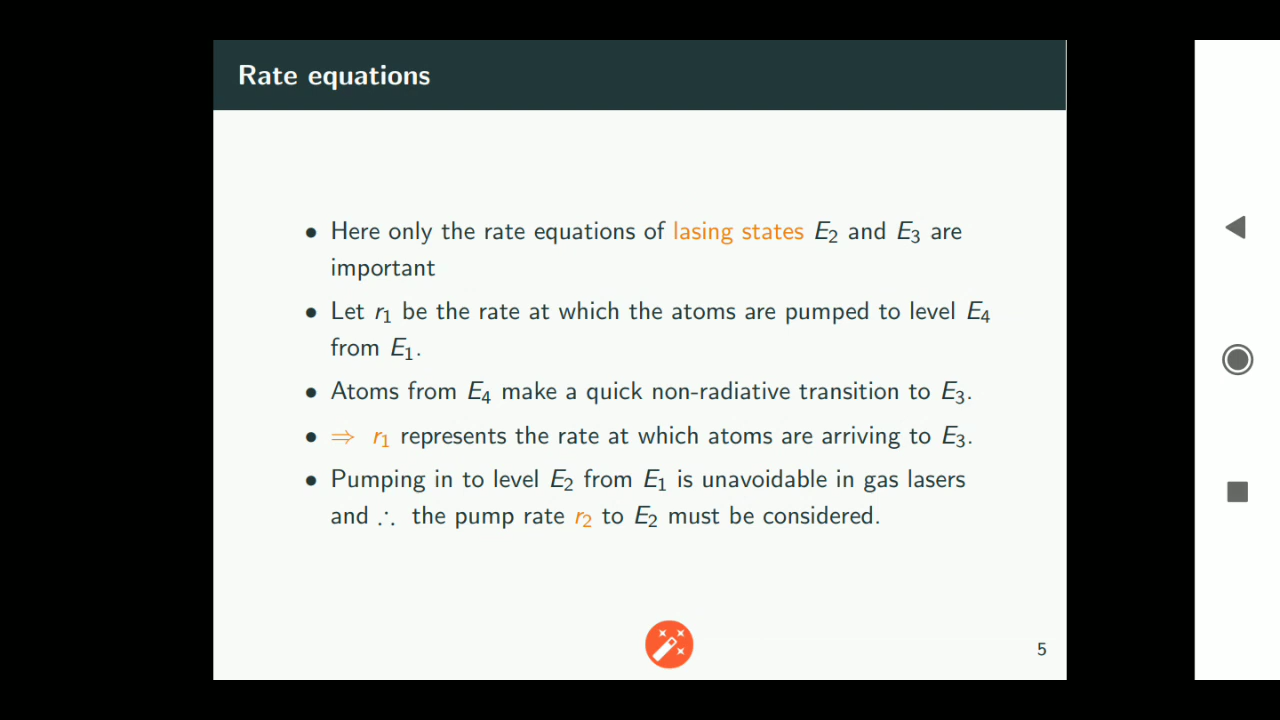 Rate equations
• Here only the rate equations of lasing states E₂ and E₃ are
important
• Let r₁ be the rate at which the atoms are pumped to level E₄
from E₁.
• Atoms from E₄ make a quick non-radiative transition to E₃.
• ⇒ r₁ represents the rate at which atoms are arriving to E₃.
• Pumping in to level E₂ from E₁ is unavoidable in gas lasers
and ∴ the pump rate r₂ to E₂ must be considered.
5